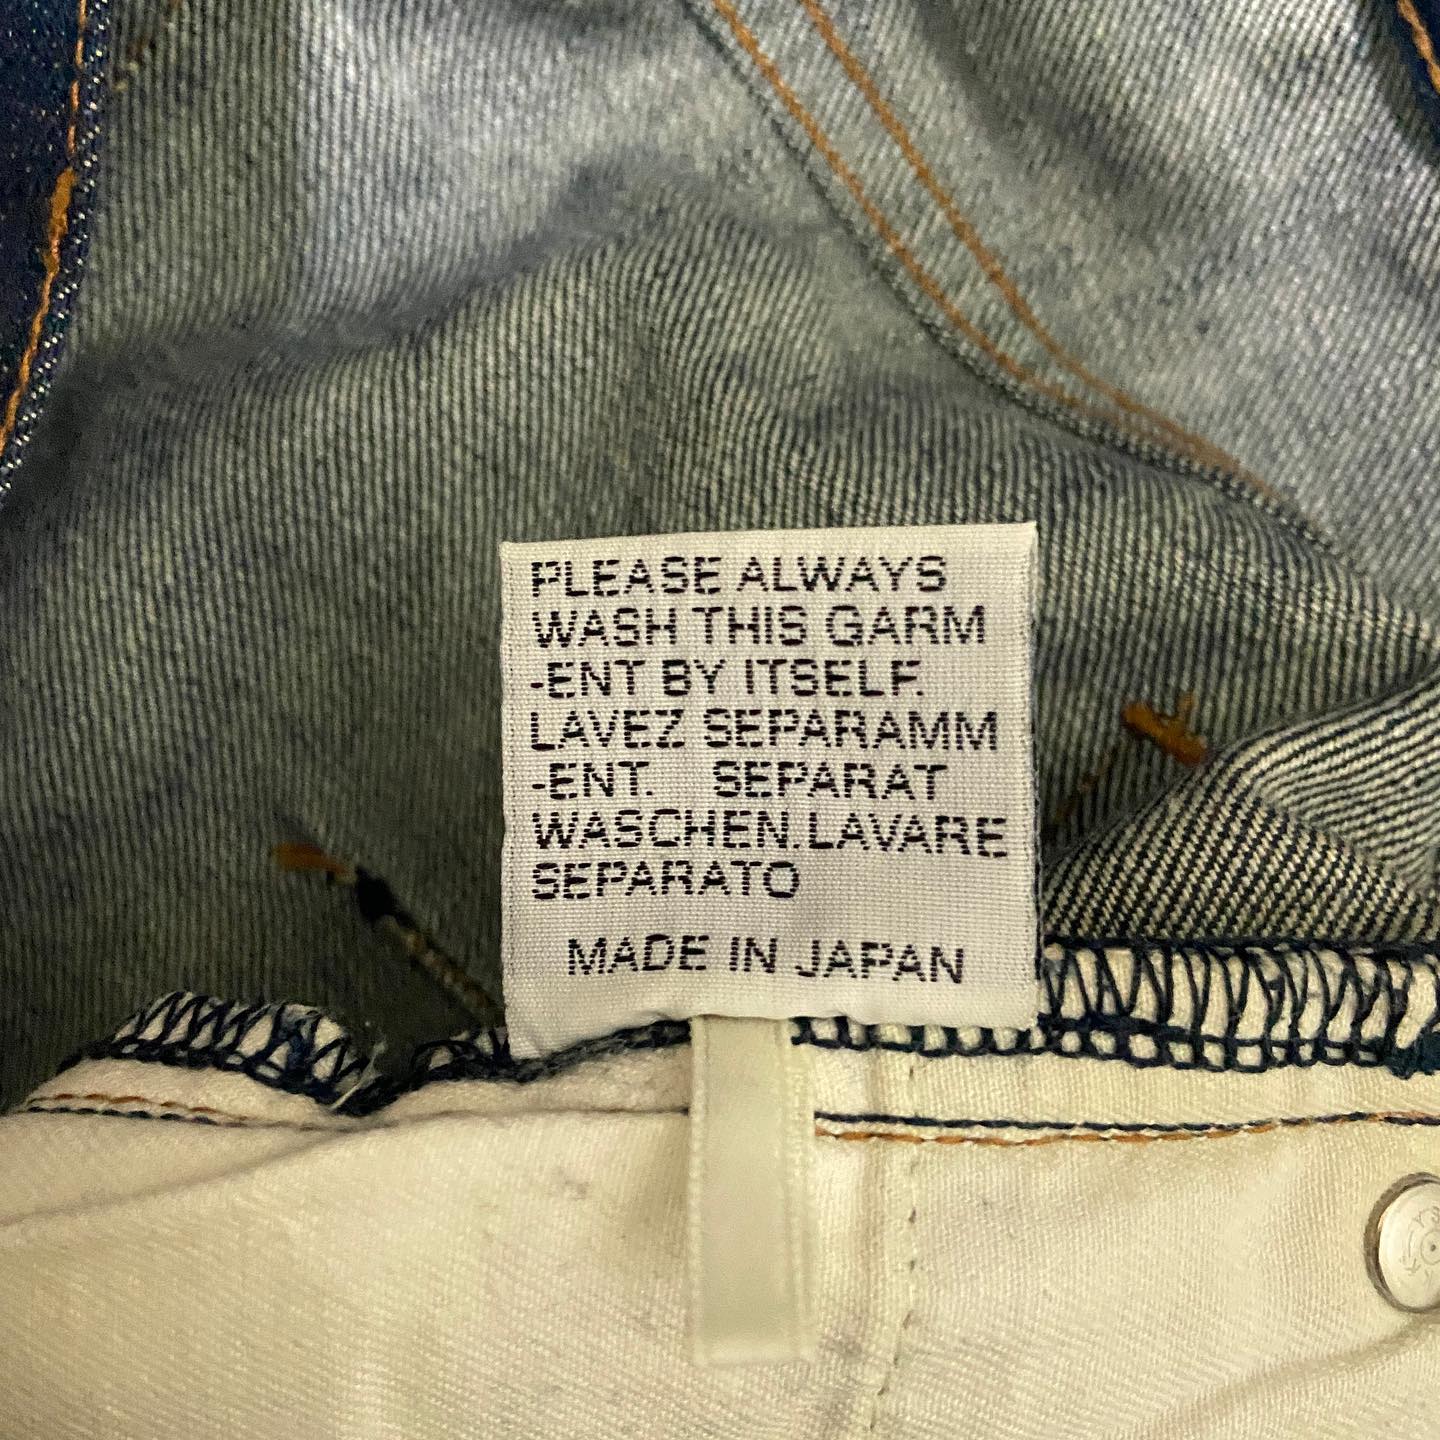 PLEASE ALWAYS
WASH THIS GARM
-ENT BY ITSELF.
LAVEZ SEPARAMM
-ENT. SEPARAT
WASCHEN.LAVARE
SEPARATO
MADE IN JAPAN